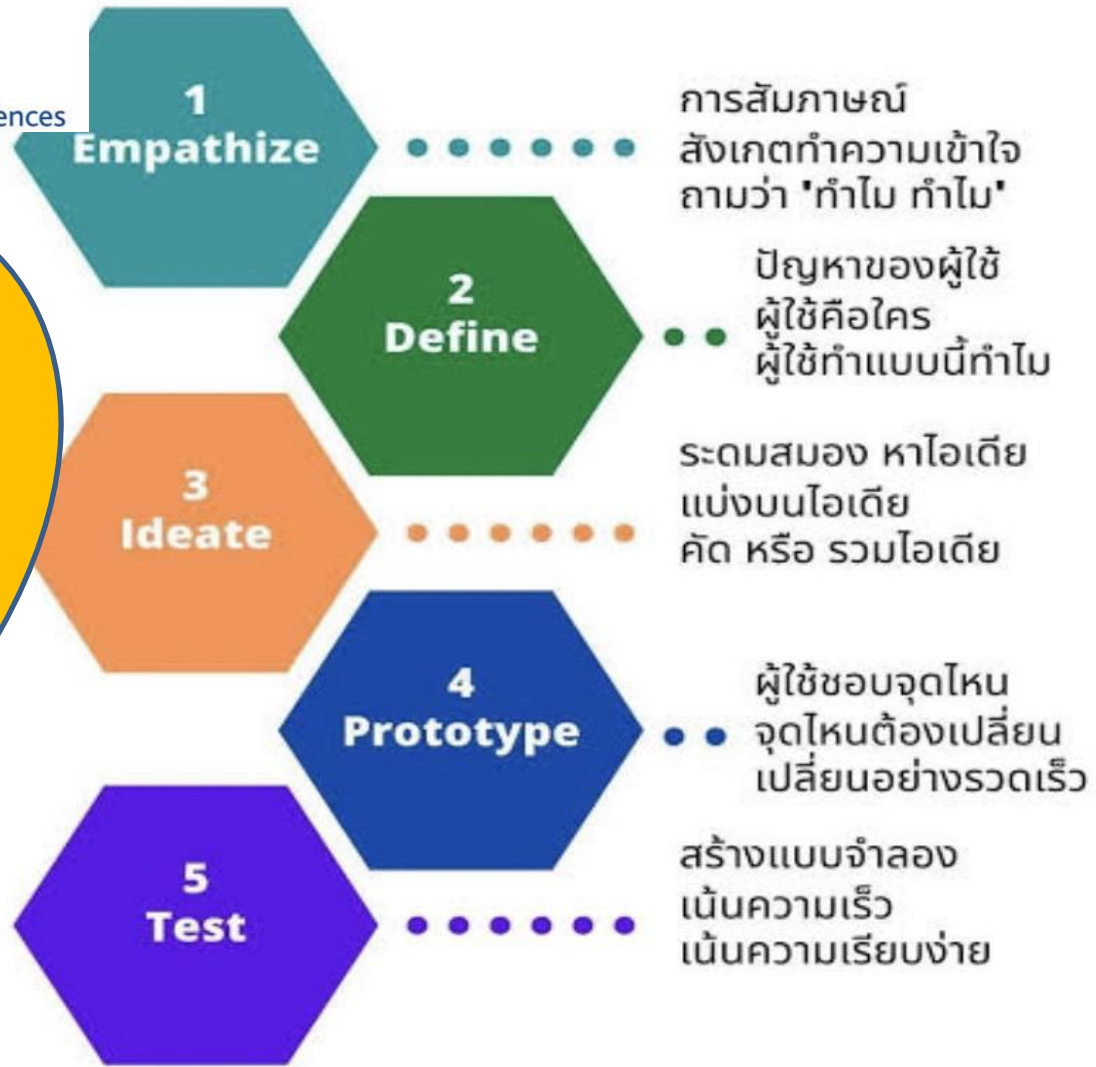 ences
1
Empathize
การสัมภาษณ์
สังเกตทำความเข้าใจ
ถามว่า "ทำไม ทำไม"
2
Define
ปัญหาของผู้ใช้
ผู้ใช้คือใคร
ผู้ใช้ทำแบบนี้ทำไม
3
Ideate
ระดมสมอง หาไอเดีย
แบ่งบนไอเดีย
คัด หรือ รวมไอเดีย
4
Prototype
ผู้ใช้ชอบจุดไหน
จุดไหนต้องเปลี่ยน
เปลี่ยนอย่างรวดเร็ว
5
Test
สร้างแบบจำลอง
เน้นความเร็ว
เน้นความเรียบง่าย